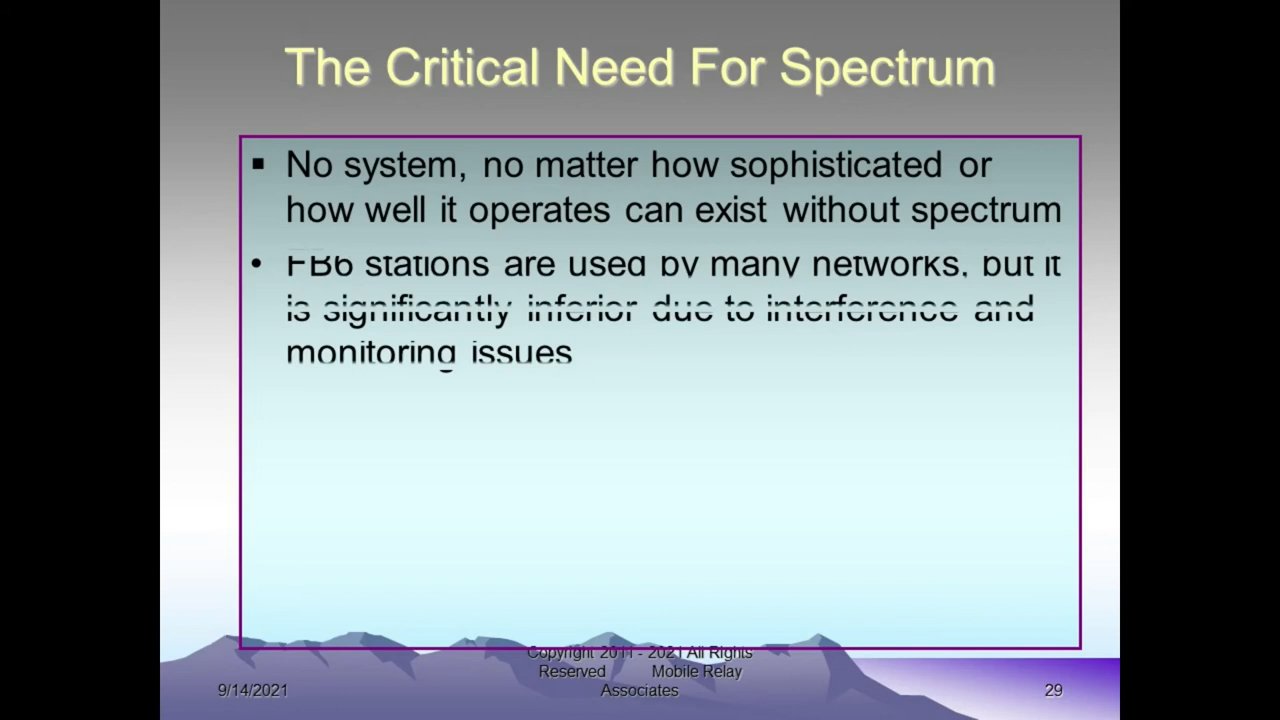 The Critical Need For Spectrum
▪ No system, no matter how sophisticated or
how well it operates can exist without spectrum
• FB6 stations are used by many networks, but it
is significantly inferior due to interference and
monitoring issues
Copyright 2011 - 2021 All Rights
Reserved Mobile Relay
9/14/2021 Associates 29